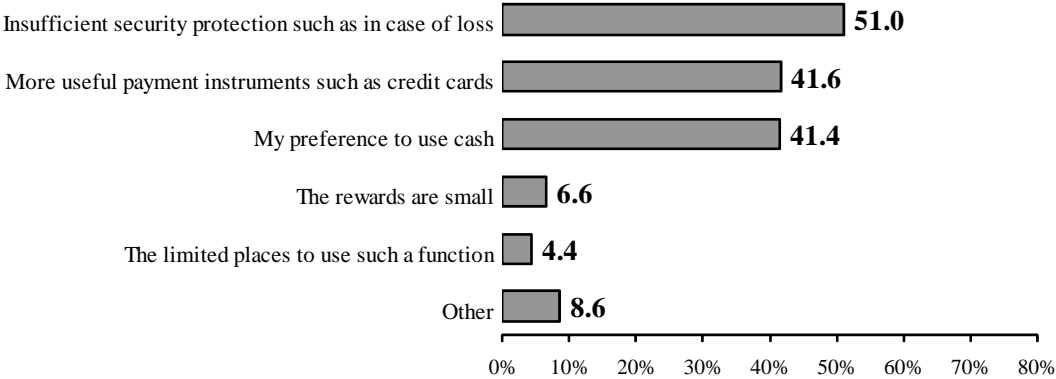 Insufficient security protection such as in case of loss 51.0
More useful payment instruments such as credit cards 41.6
My preference to use cash 41.4
The rewards are small 6.6
The limited places to use such a function 4.4
Other 8.6
0% 10% 20% 30% 40% 50% 60% 70% 80%